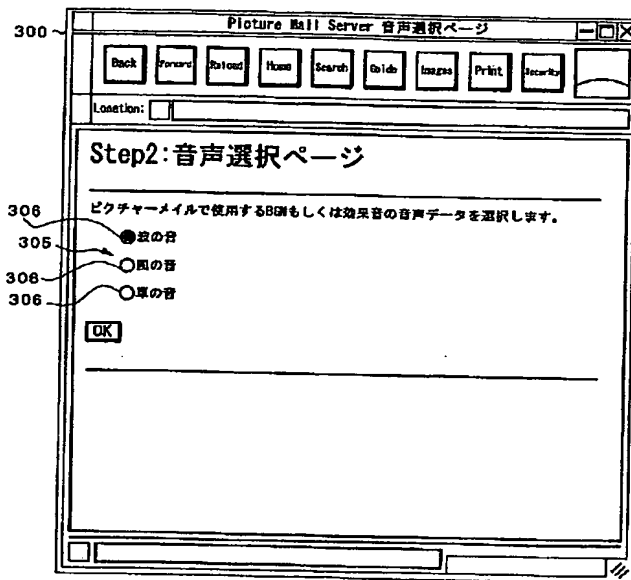 Picture Mail Server 音声選択ページ
300
Back Forward Reload Home Search Guide Images Print Security
Location:
Step2:音声選択ページ
ピクチャーメイルで使用するBGMもしくは効果音の音声データを選択します。
306
波の音
305
308
風の音
306
車の音
OK